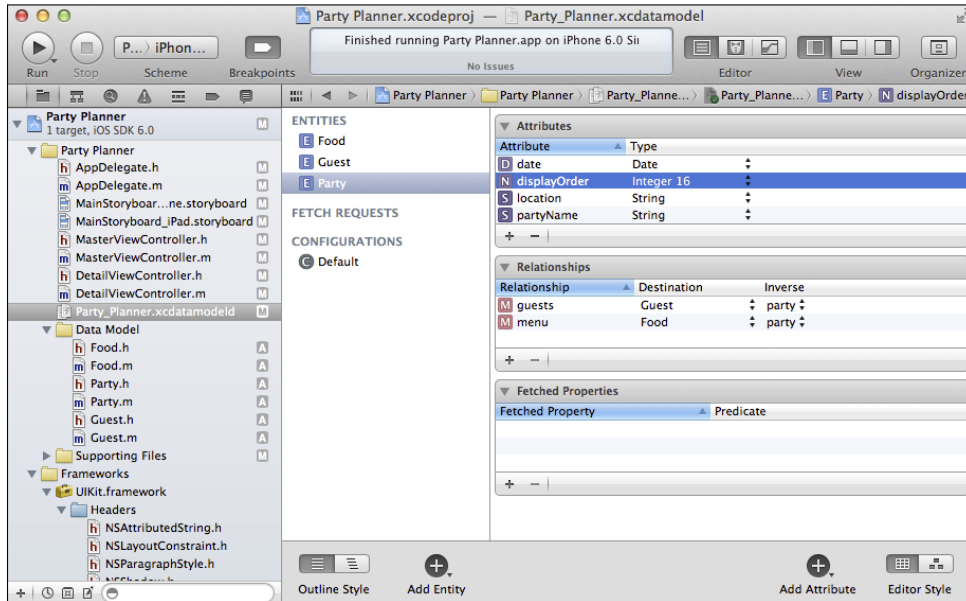 Party Planner.xcodeproj — Party_Planner.xcdatamodel
P... iPhon...
Finished running Party Planner.app on iPhone 6.0 Sii
No Issues
Run Stop Scheme Breakpoints Editor View Organizer
Party Planner Party Planner Party_Planne... Party_Planne... E Party N displayOrder
Party Planner M
1 target, iOS SDK 6.0
Party Planner
h AppDelegate.h M
m AppDelegate.m M
MainStoryboar...ne.storyboard M
MainStoryboard_iPad.storyboard M
h MasterViewController.h M
m MasterViewController.m M
h DetailViewController.h M
m DetailViewController.m M
Party_Planner.xcdatamodeld M
Data Model
h Food.h A
m Food.m A
h Party.h A
m Party.m A
h Guest.h A
m Guest.m A
Supporting Files M
Frameworks
UIKit.framework
Headers
h NSAttributedString.h
h NSLayoutConstraint.h
h NSParagraphStyle.h
ENTITIES
E Food
E Guest
E Party
FETCH REQUESTS
CONFIGURATIONS
C Default
Attributes
Attribute Type
D date Date
N displayOrder Integer 16
S location String
S partyName String
+ −
Relationships
Relationship Destination Inverse
M guests Guest party
M menu Food party
+ −
Fetched Properties
Fetched Property Predicate
+ −
Outline Style Add Entity Add Attribute Editor Style